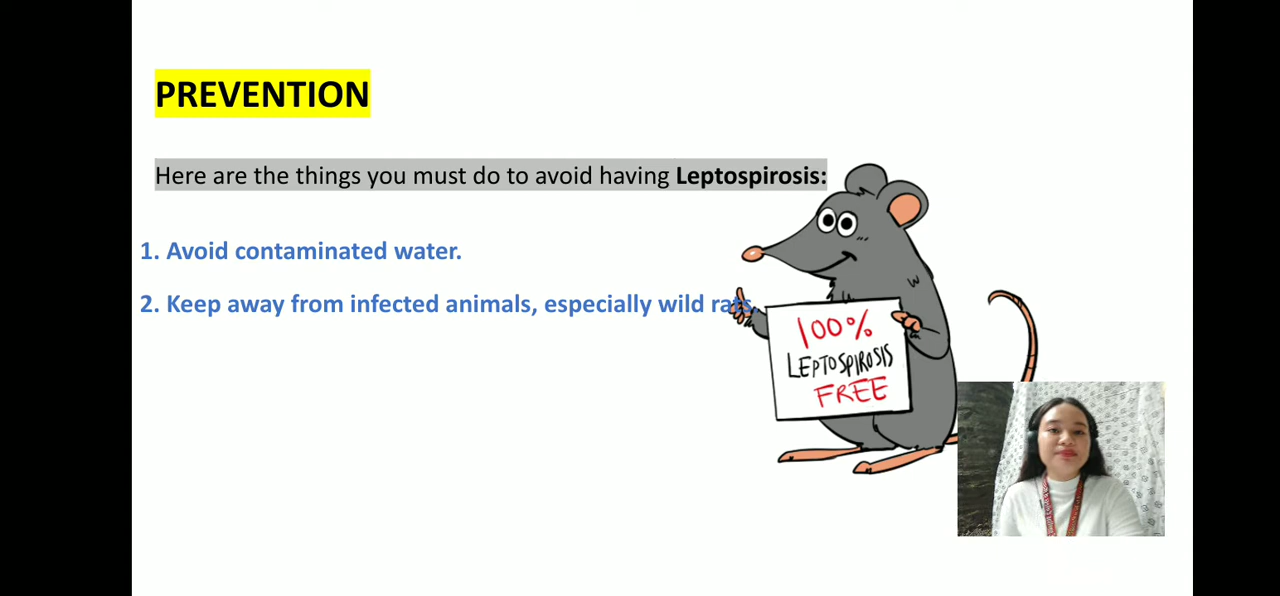 PREVENTION
Here are the things you must do to avoid having Leptospirosis:
1. Avoid contaminated water.
2. Keep away from infected animals, especially wild rats.
100%
LEPTOSPIROSIS
FREE